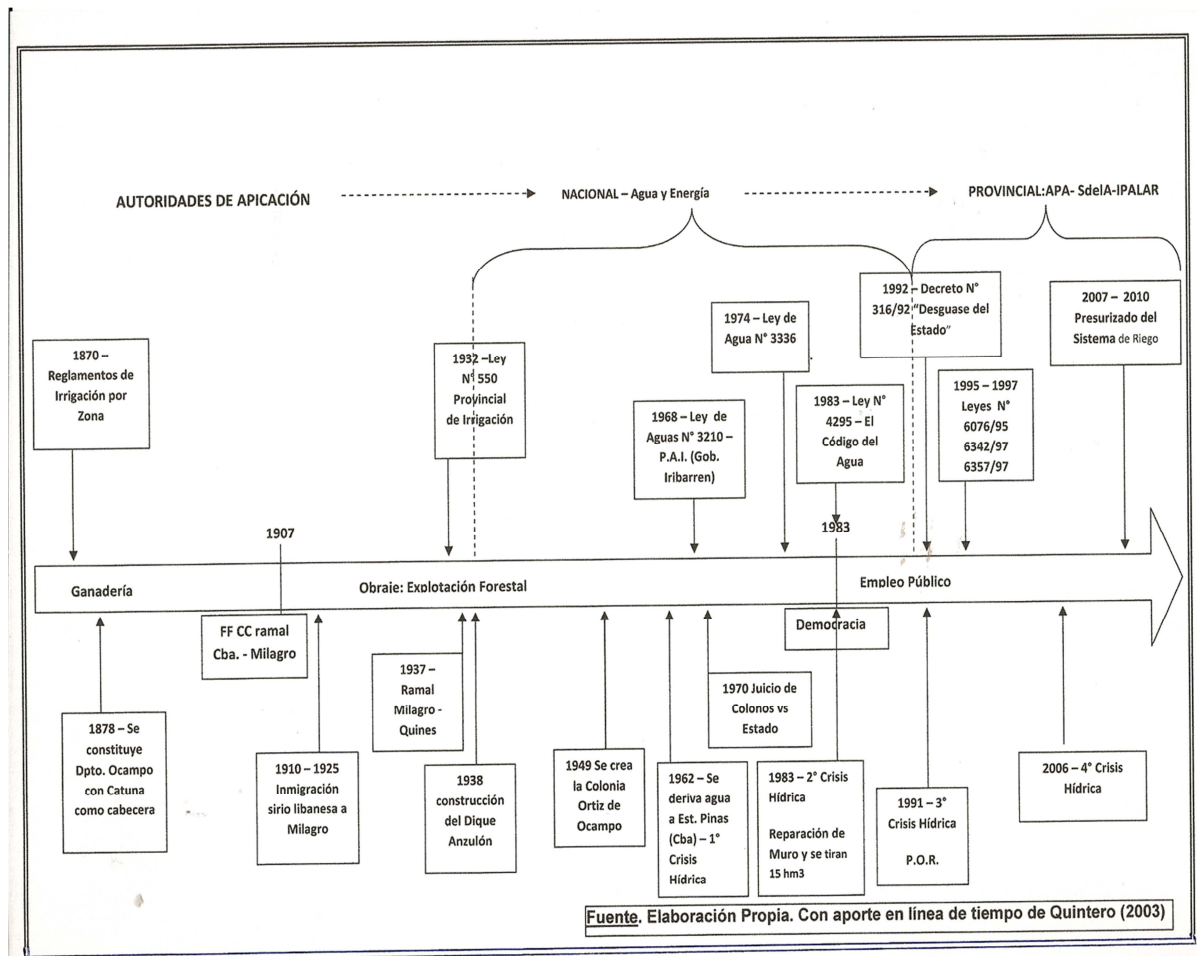 AUTORIDADES DE APICACIÓN
NACIONAL – Agua y Energía
PROVINCIAL:APA- SdelA-IPALAR
1870 –
Reglamentos de
Irrigación por
Zona
1932 –Ley
N° 550
Provincial
de Irrigación
1968 – Ley de
Aguas N° 3210 –
P.A.I. (Gob.
Iribarren)
1974 – Ley de
Agua N° 3336
1983 – Ley N°
4295 – El
Código del
Agua
1992 – Decreto N°
316/92 "Desguase del
Estado"
1995 – 1997
Leyes N°
6076/95
6342/97
6357/97
2007 – 2010
Presurizado del
Sistema de Riego
1907
1983
Ganadería
Obraje: Explotación Forestal
Empleo Público
FF CC ramal
Cba. - Milagro
Democracia
1878 – Se
constituye
Dpto. Ocampo
con Catuna
como cabecera
1910 – 1925
Inmigración
sirio libanesa a
Milagro
1937 –
Ramal
Milagro -
Quines
1938
construcción
del Dique
Anzulón
1949 Se crea
la Colonia
Ortiz de
Ocampo
1962 – Se
deriva agua
a Est. Pinas
(Cba) – 1°
Crisis
Hídrica
1970 Juicio de
Colonos vs
Estado
1983 – 2° Crisis
Hídrica
Reparación de
Muro y se tiran
15 hm3
1991 – 3°
Crisis Hídrica
P.O.R.
2006 – 4° Crisis
Hídrica
Fuente. Elaboración Propia. Con aporte en línea de tiempo de Quintero (2003)